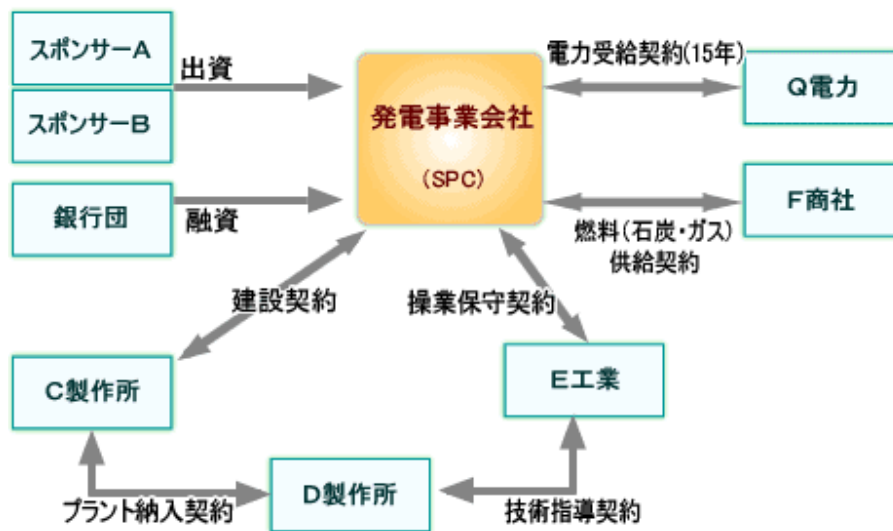 スポンサーA
出資
電力受給契約(15年)
Q電力
スポンサーB
発電事業会社
(SPC)
銀行団
融資
F商社
燃料(石炭・ガス)
供給契約
建設契約
操業保守契約
C製作所
E工業
プラント納入契約
D製作所
技術指導契約